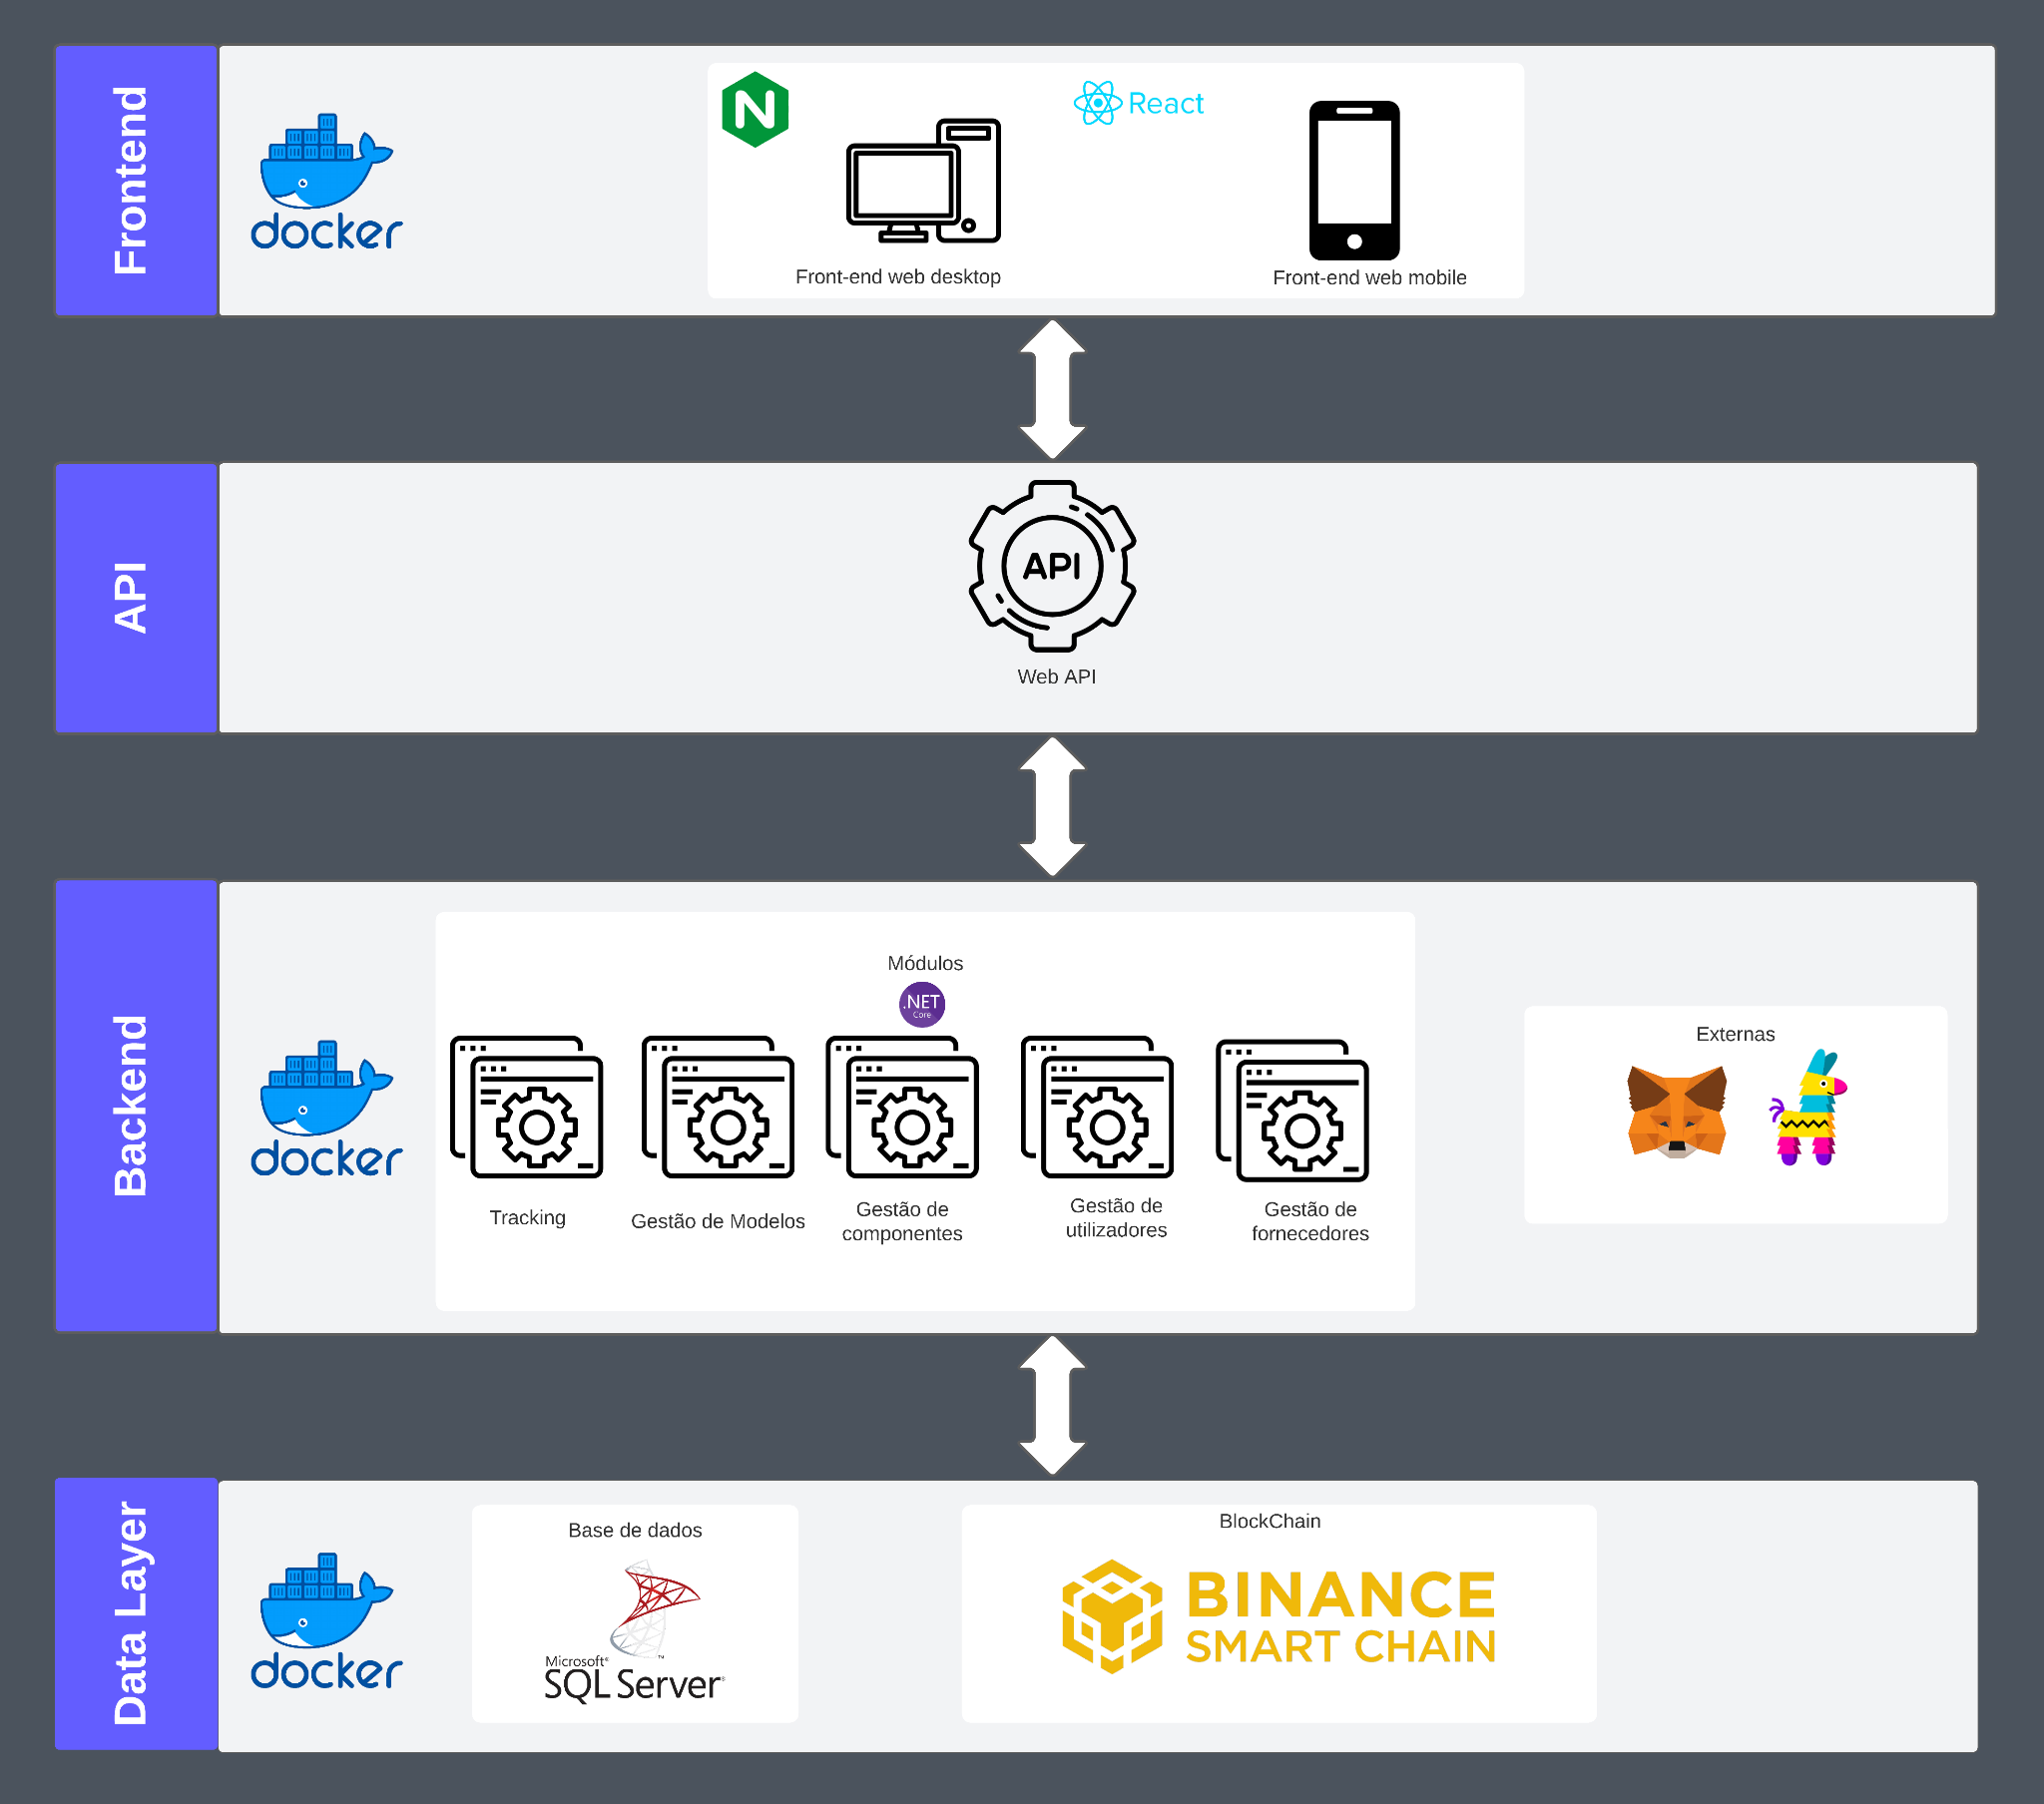 Frontend
docker
N
React
Front-end web desktop
Front-end web mobile
API
API
Web API
Backend
docker
Módulos
.NET
Core
Tracking
Gestão de Modelos
Gestão de
componentes
Gestão de
utilizadores
Gestão de
fornecedores
Externas
Data Layer
docker
Base de dados
Microsoft®
SQL Server®
™
BlockChain
BINANCE
SMART CHAIN